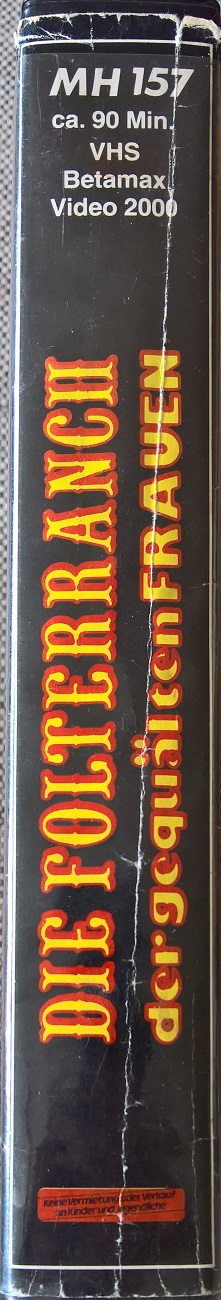 MH 157
ca. 90 Min.
VHS
Betamax
Video 2000
DIE FOLTERRANCH
der gequälten FRAUEN
Keine Vermietung oder Verkauf
an Kinder und Jugendliche